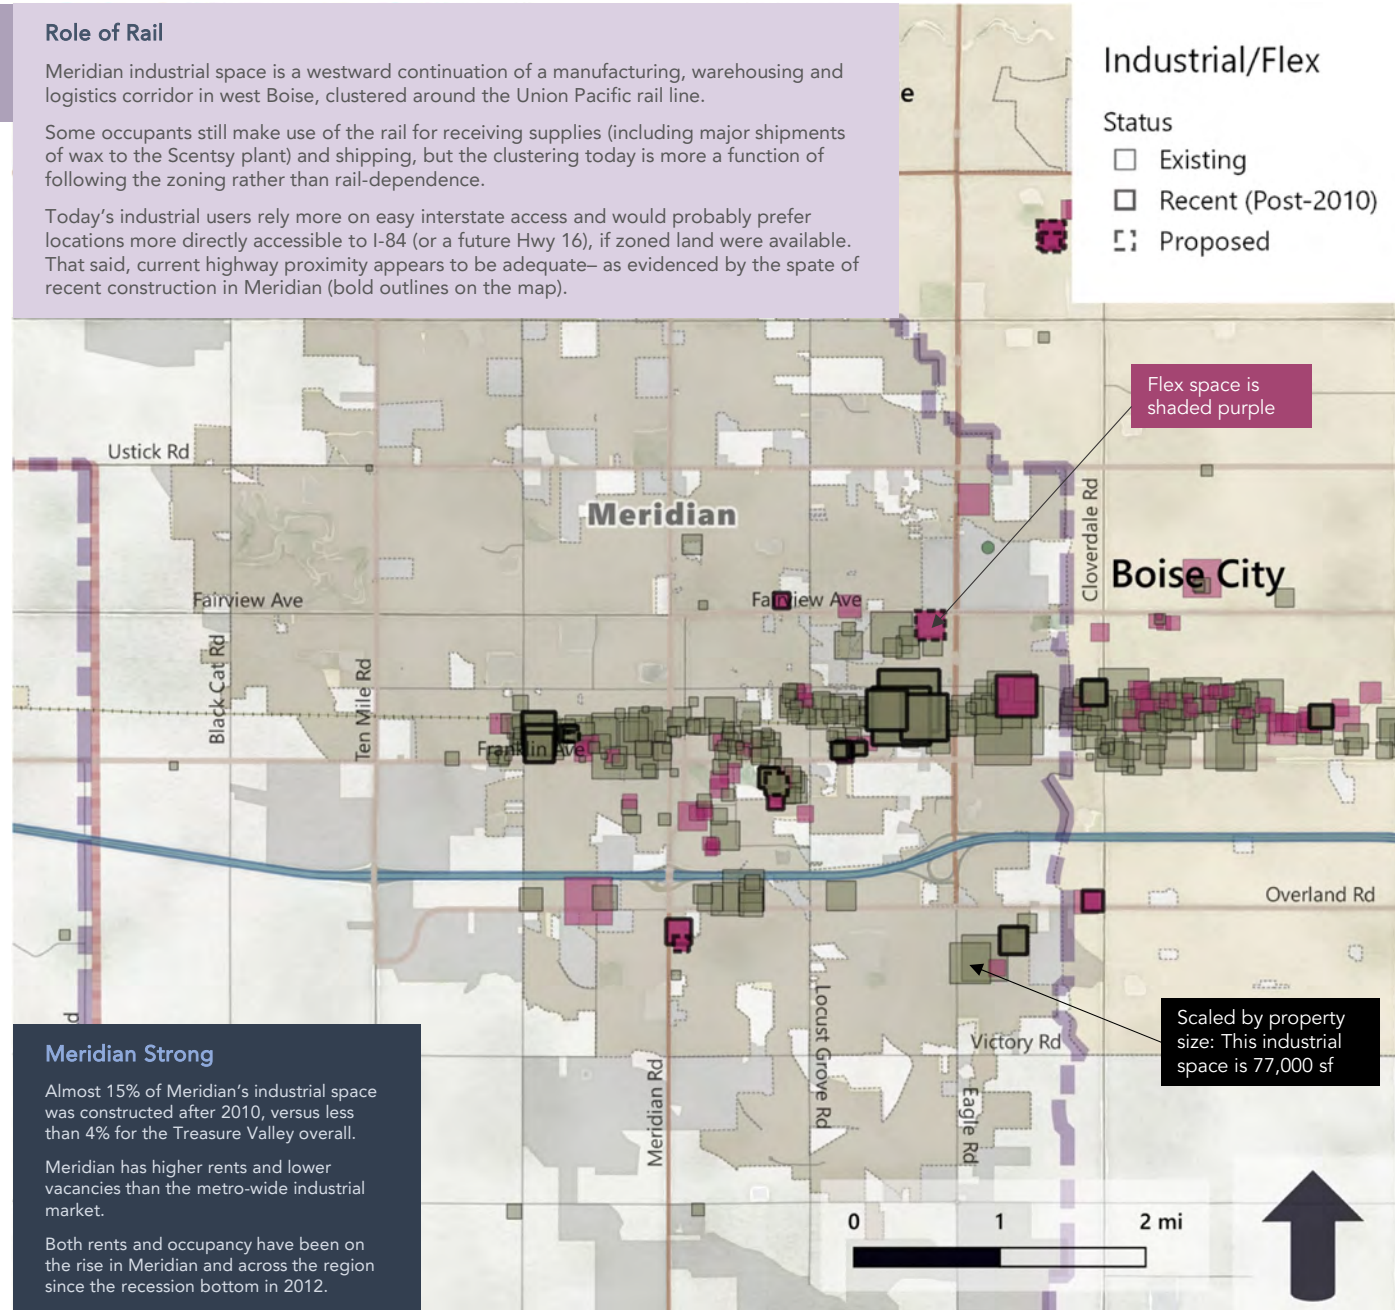 Role of Rail
Meridian industrial space is a westward continuation of a manufacturing, warehousing and
logistics corridor in west Boise, clustered around the Union Pacific rail line.
Some occupants still make use of the rail for receiving supplies (including major shipments
of wax to the Scentsy plant) and shipping, but the clustering today is more a function of
following the zoning rather than rail-dependence.
Today's industrial users rely more on easy interstate access and would probably prefer
locations more directly accessible to I-84 (or a future Hwy 16), if zoned land were available.
That said, current highway proximity appears to be adequate– as evidenced by the spate of
recent construction in Meridian (bold outlines on the map).
e
Industrial/Flex
Status
Existing
Recent (Post-2010)
Proposed
Flex space is
shaded purple
Ustick Rd
Meridian
Cloverdale Rd
Boise City
Fairview Ave
Fairview Ave
Black Cat Rd
Ten Mile Rd
Franklin Ave
Overland Rd
Locust Grove Rd
Scaled by property
size: This industrial
space is 77,000 sf
Victory Rd
Meridian Rd
Eagle Rd
d
Meridian Strong
Almost 15% of Meridian's industrial space
was constructed after 2010, versus less
than 4% for the Treasure Valley overall.
Meridian has higher rents and lower
vacancies than the metro-wide industrial
market.
Both rents and occupancy have been on
the rise in Meridian and across the region
since the recession bottom in 2012.
0 1 2 mi